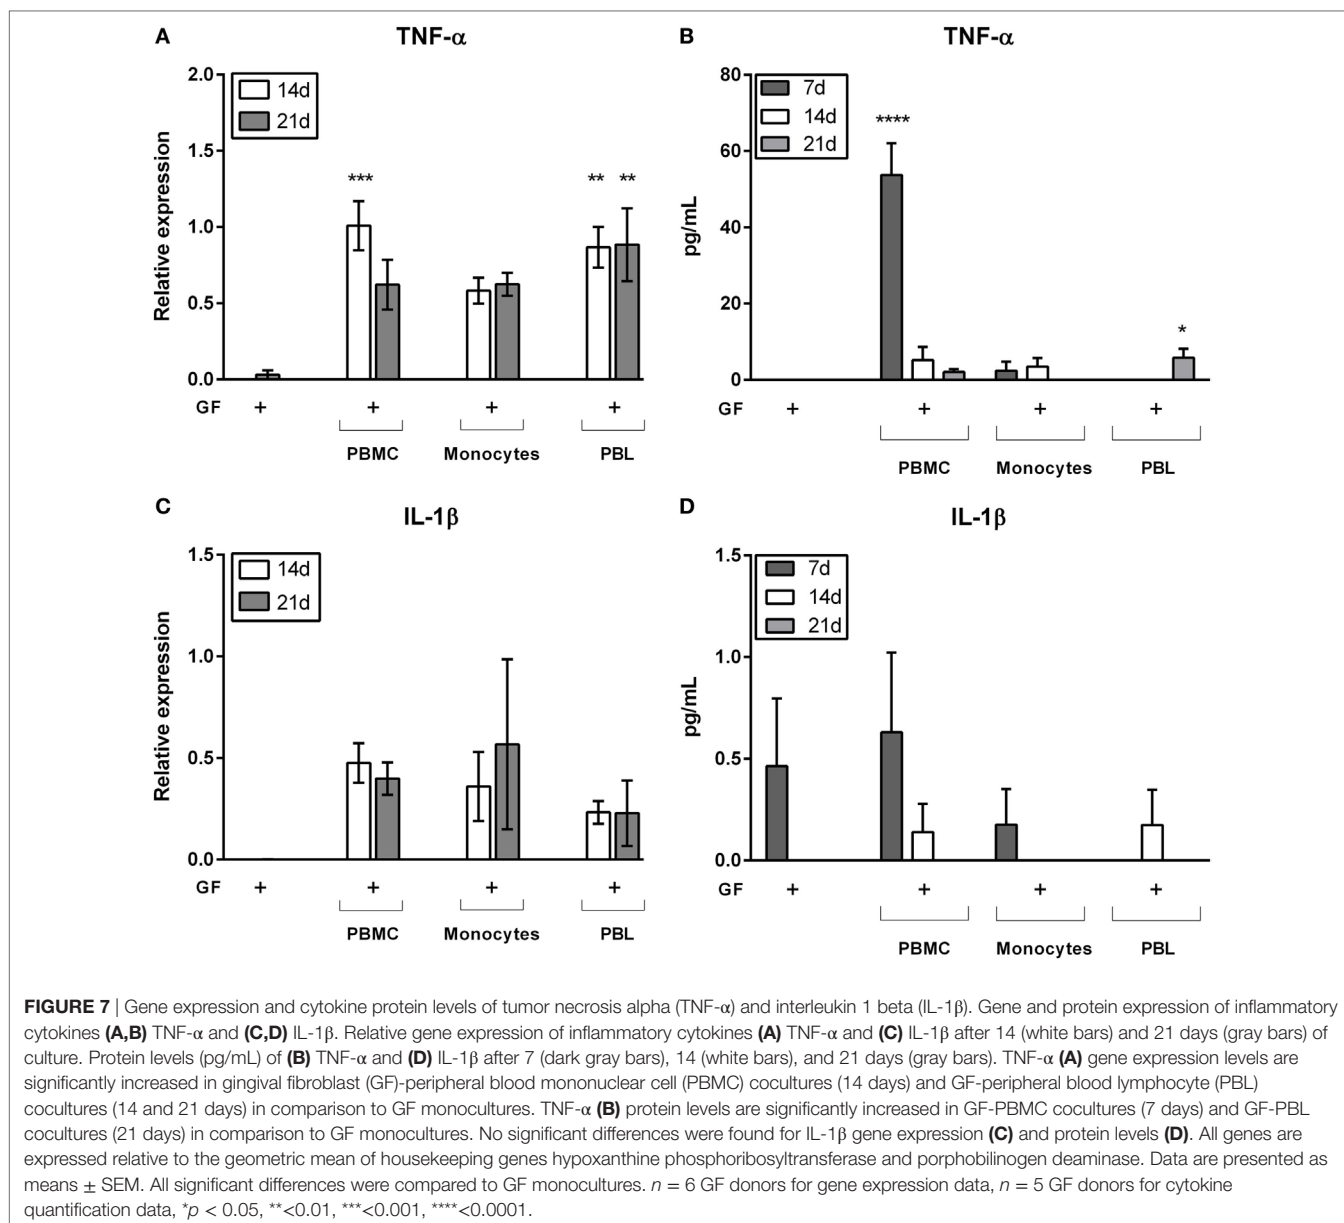 A
TNF-α
2.0
1.5
1.0
0.5
0.0
Relative expression
14d
21d
***
** **
GF + + + +
PBMC Monocytes PBL
B
TNF-α
80
60
40
20
0
pg/mL
7d
14d
21d
****
*
GF + + + +
PBMC Monocytes PBL
C
IL-1β
1.5
1.0
0.5
0.0
Relative expression
14d
21d
GF + + + +
PBMC Monocytes PBL
D
IL-1β
1.5
1.0
0.5
0.0
pg/mL
7d
14d
21d
GF + + + +
PBMC Monocytes PBL
FIGURE 7 | Gene expression and cytokine protein levels of tumor necrosis alpha (TNF-α) and interleukin 1 beta (IL-1β). Gene and protein expression of inflammatory
cytokines (A,B) TNF-α and (C,D) IL-1β. Relative gene expression of inflammatory cytokines (A) TNF-α and (C) IL-1β after 14 (white bars) and 21 days (gray bars) of
culture. Protein levels (pg/mL) of (B) TNF-α and (D) IL-1β after 7 (dark gray bars), 14 (white bars), and 21 days (gray bars). TNF-α (A) gene expression levels are
significantly increased in gingival fibroblast (GF)-peripheral blood mononuclear cell (PBMC) cocultures (14 days) and GF-peripheral blood lymphocyte (PBL)
cocultures (14 and 21 days) in comparison to GF monocultures. TNF-α (B) protein levels are significantly increased in GF-PBMC cocultures (7 days) and GF-PBL
cocultures (21 days) in comparison to GF monocultures. No significant differences were found for IL-1β gene expression (C) and protein levels (D). All genes are
expressed relative to the geometric mean of housekeeping genes hypoxanthine phosphoribosyltransferase and porphobilinogen deaminase. Data are presented as
means ± SEM. All significant differences were compared to GF monocultures. n = 6 GF donors for gene expression data, n = 5 GF donors for cytokine
quantification data, *p < 0.05, **<0.01, ***<0.001, ****<0.0001.